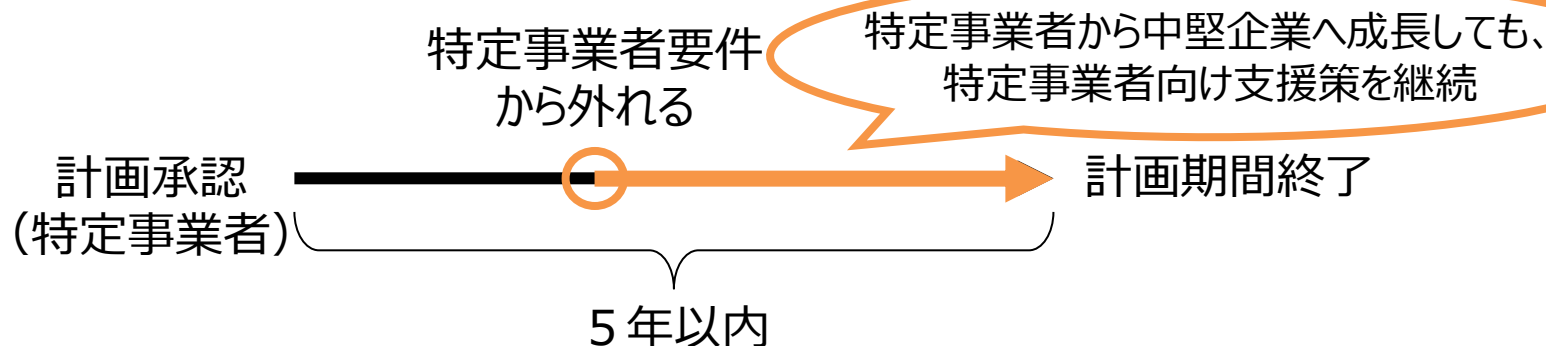 特定事業者から中堅企業へ成長しても、
特定事業者向け支援策を継続
特定事業者要件
から外れる
計画承認
（特定事業者）
計画期間終了
５年以内